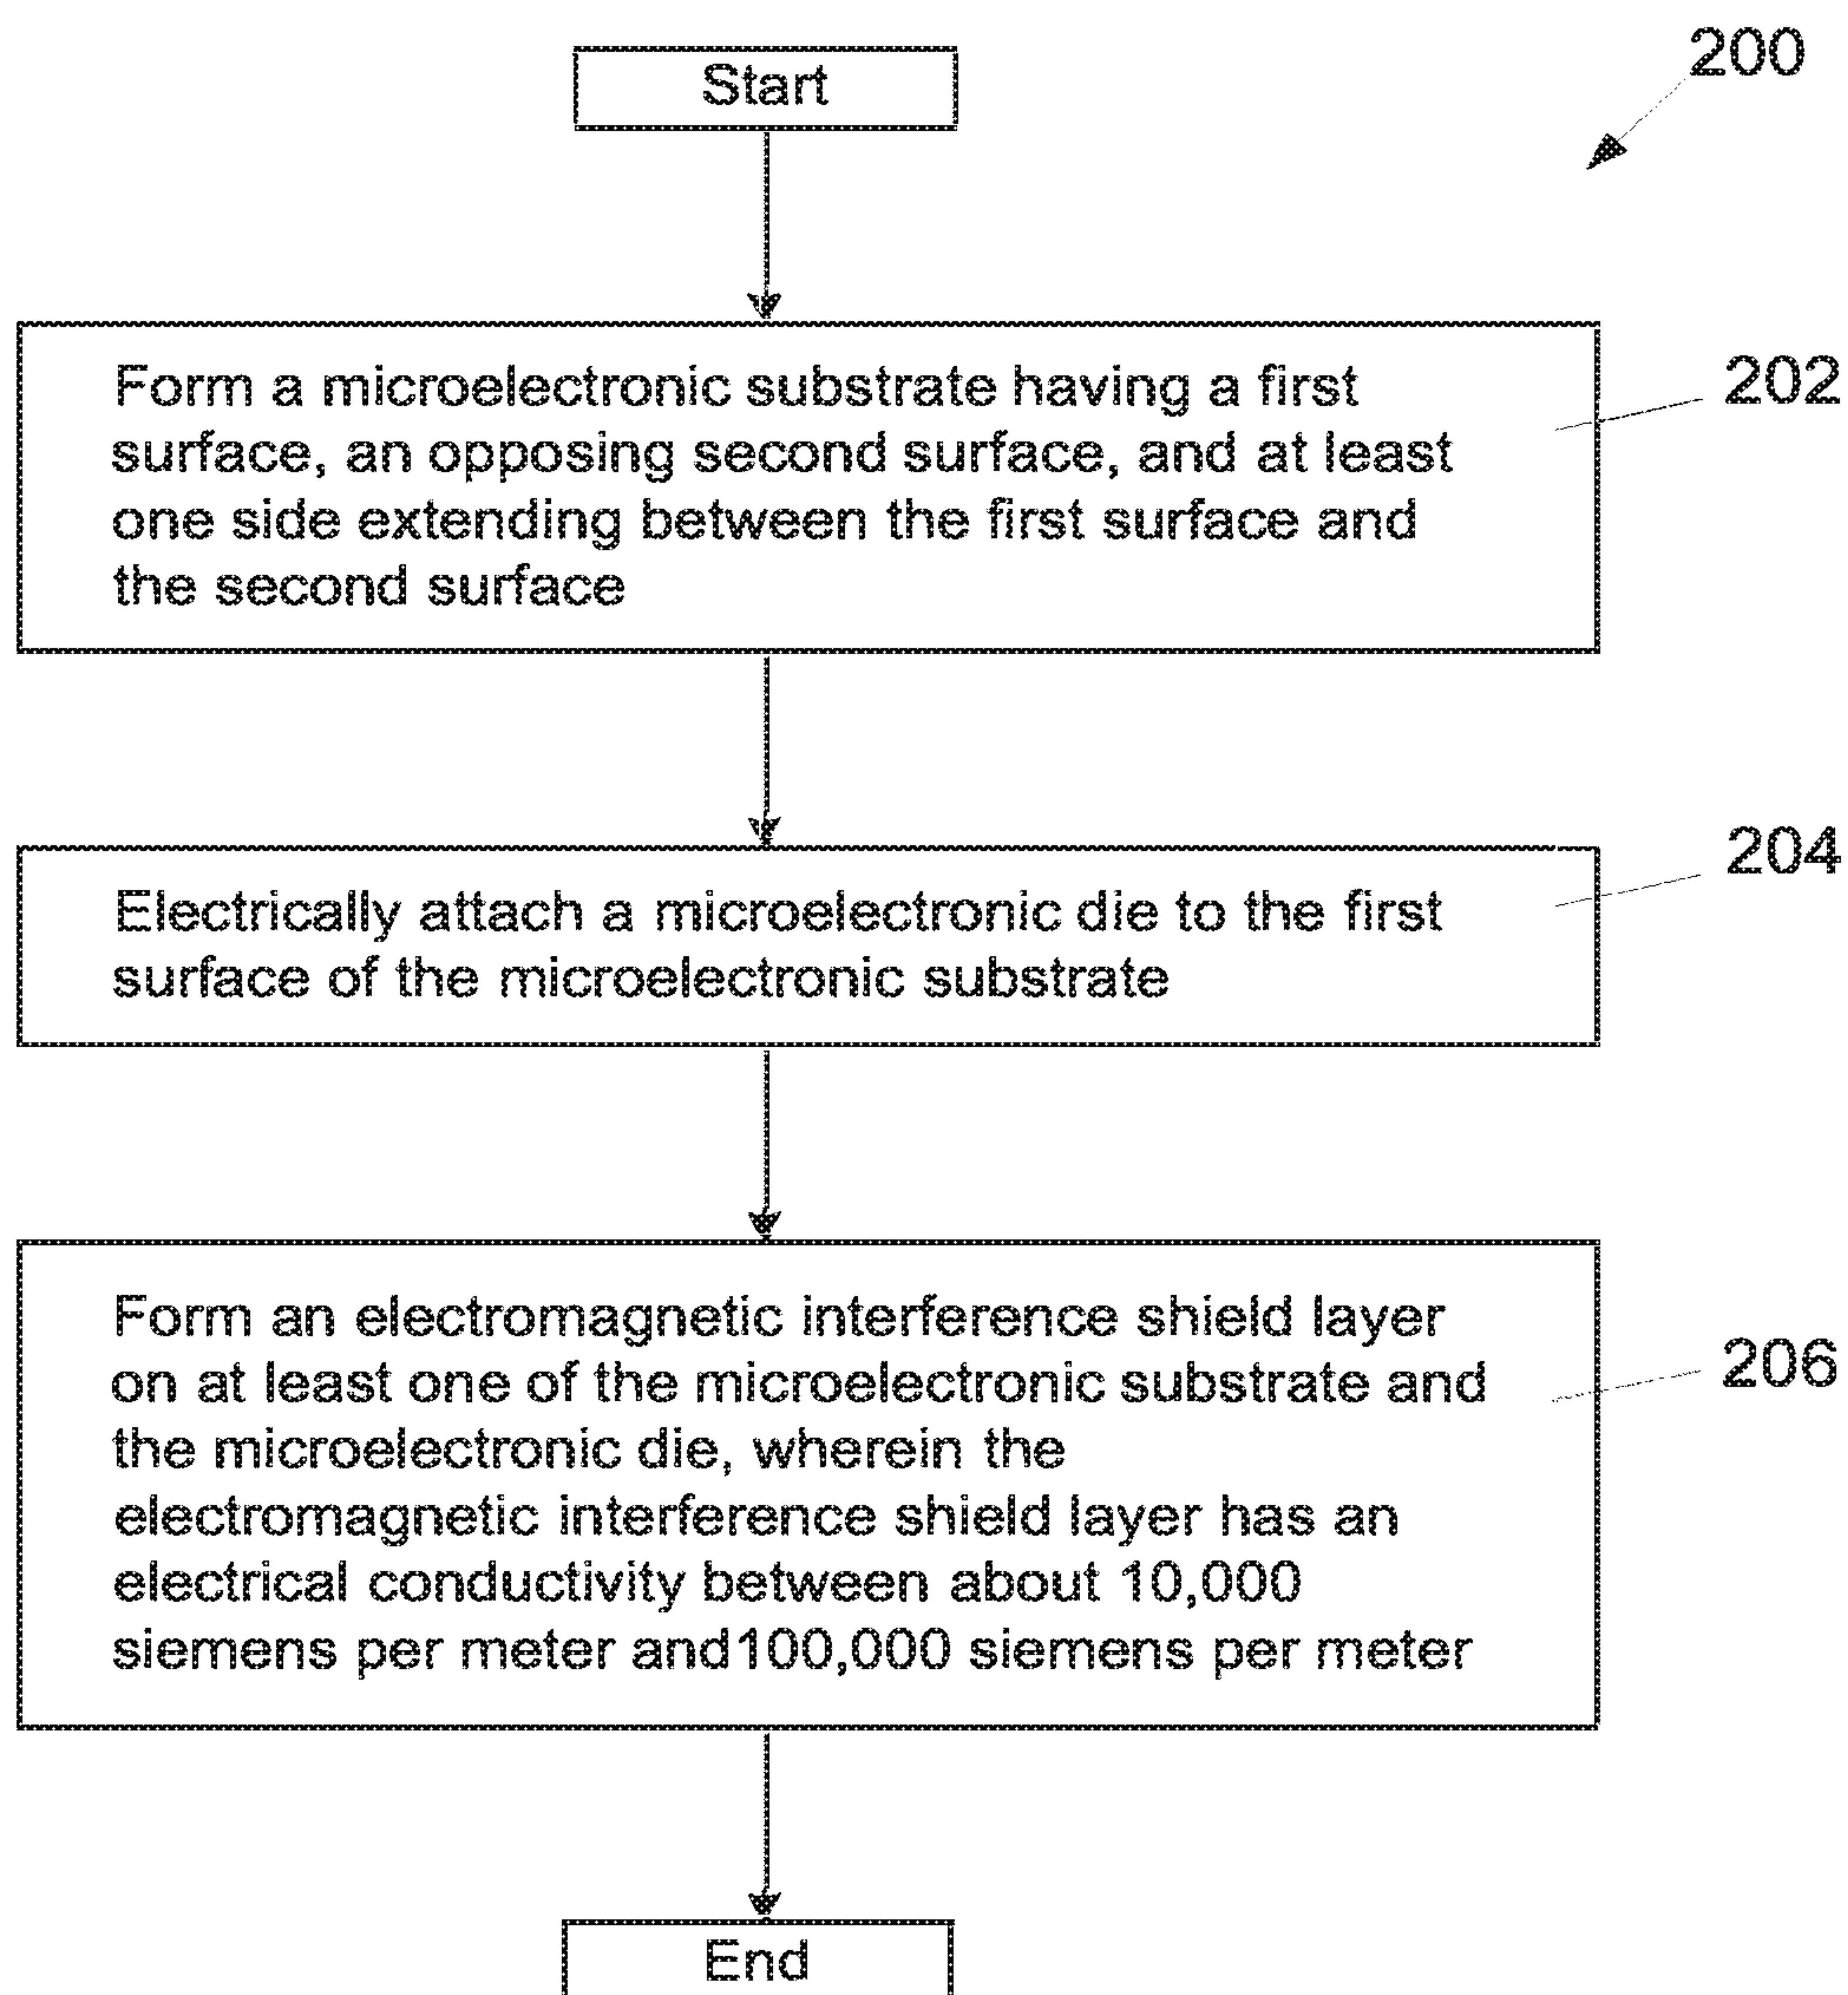 Start
200
Form a microelectronic substrate having a first
surface, an opposing second surface, and at least
one side extending between the first surface and
the second surface
202
Electrically attach a microelectronic die to the first
surface of the microelectronic substrate
204
Form an electromagnetic interference shield layer
on at least one of the microelectronic substrate and
the microelectronic die, wherein the
electromagnetic interference shield layer has an
electrical conductivity between about 10,000
siemens per meter and100,000 siemens per meter
206
End